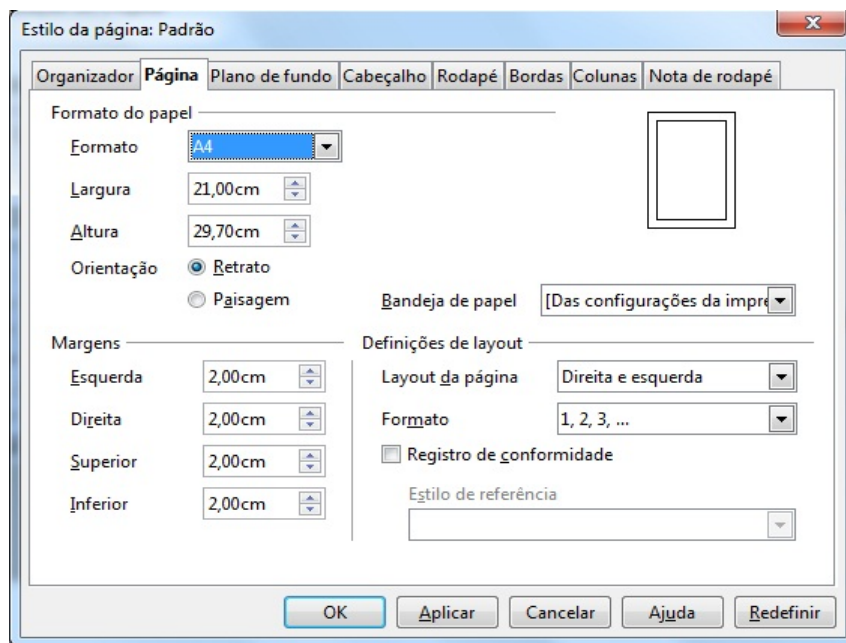 Estilo da página: Padrão
Organizador Página Plano de fundo Cabeçalho Rodapé Bordas Colunas Nota de rodapé
Formato do papel
Formato A4
Largura 21,00cm
Altura 29,70cm
Orientação Retrato
Paisagem
Bandeja de papel [Das configurações da impre
Margens
Esquerda 2,00cm
Direita 2,00cm
Superior 2,00cm
Inferior 2,00cm
Definições de layout
Layout da página Direita e esquerda
Formato 1, 2, 3, ...
Registro de conformidade
Estilo de referência
OK Aplicar Cancelar Ajuda Redefinir